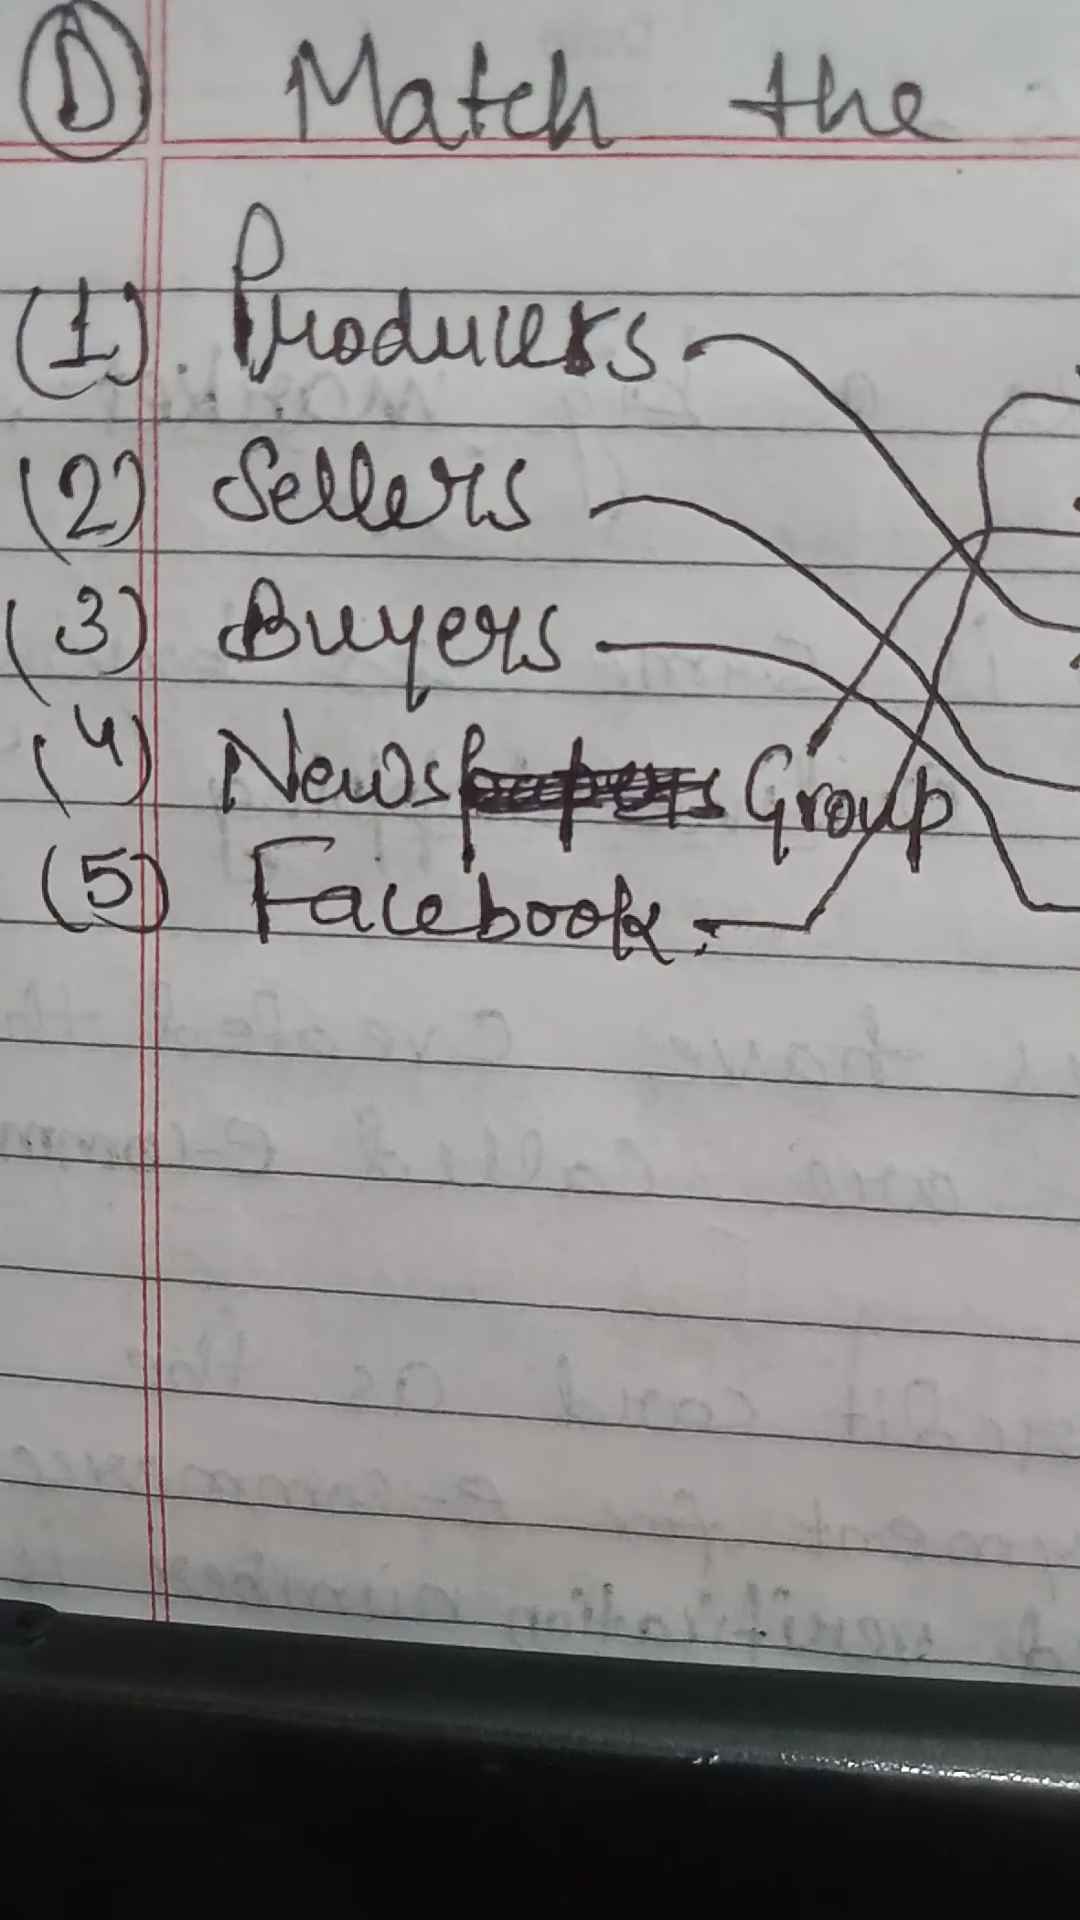 D Match the
(1) Producers
(2) Sellers
(3) Buyers
(4) News Group
(5) Facebook.